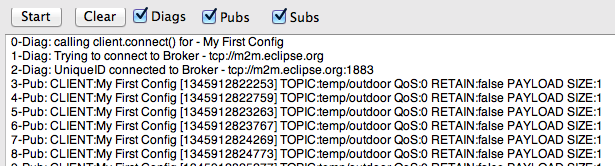 Start Clear Diags Pubs Subs
0-Diag: calling client.connect() for - My First Config
1-Diag: Trying to connect to Broker - tcp://m2m.eclipse.org
2-Diag: UniqueID connected to Broker - tcp://m2m.eclipse.org:1883
3-Pub: CLIENT:My First Config [1345912822253] TOPIC:temp/outdoor QoS:0 RETAIN:false PAYLOAD SIZE:1
4-Pub: CLIENT:My First Config [1345912822759] TOPIC:temp/outdoor QoS:0 RETAIN:false PAYLOAD SIZE:1
5-Pub: CLIENT:My First Config [1345912823263] TOPIC:temp/outdoor QoS:0 RETAIN:false PAYLOAD SIZE:1
6-Pub: CLIENT:My First Config [1345912823767] TOPIC:temp/outdoor QoS:0 RETAIN:false PAYLOAD SIZE:1
7-Pub: CLIENT:My First Config [1345912824269] TOPIC:temp/outdoor QoS:0 RETAIN:false PAYLOAD SIZE:1
8-Pub: CLIENT:My First Config [1345912824773] TOPIC:temp/outdoor QoS:0 RETAIN:false PAYLOAD SIZE:1